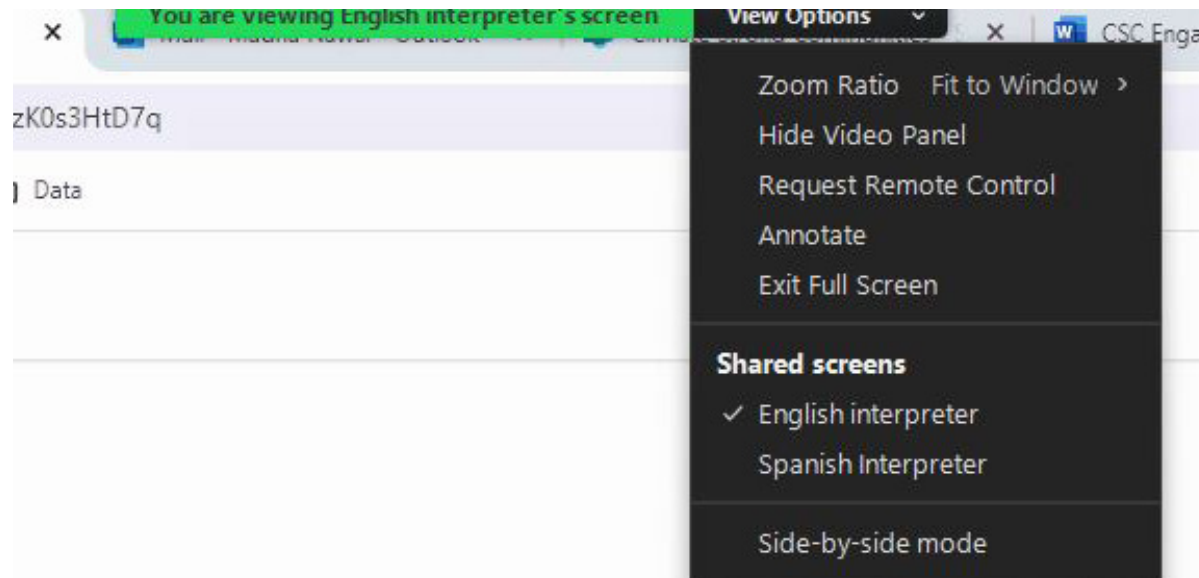 You are viewing English interpreter's screen View Options
CSC Enga
zK0s3HtD7q
Data
Zoom Ratio Fit to Window >
Hide Video Panel
Request Remote Control
Annotate
Exit Full Screen
Shared screens
✓ English interpreter
Spanish Interpreter
Side-by-side mode